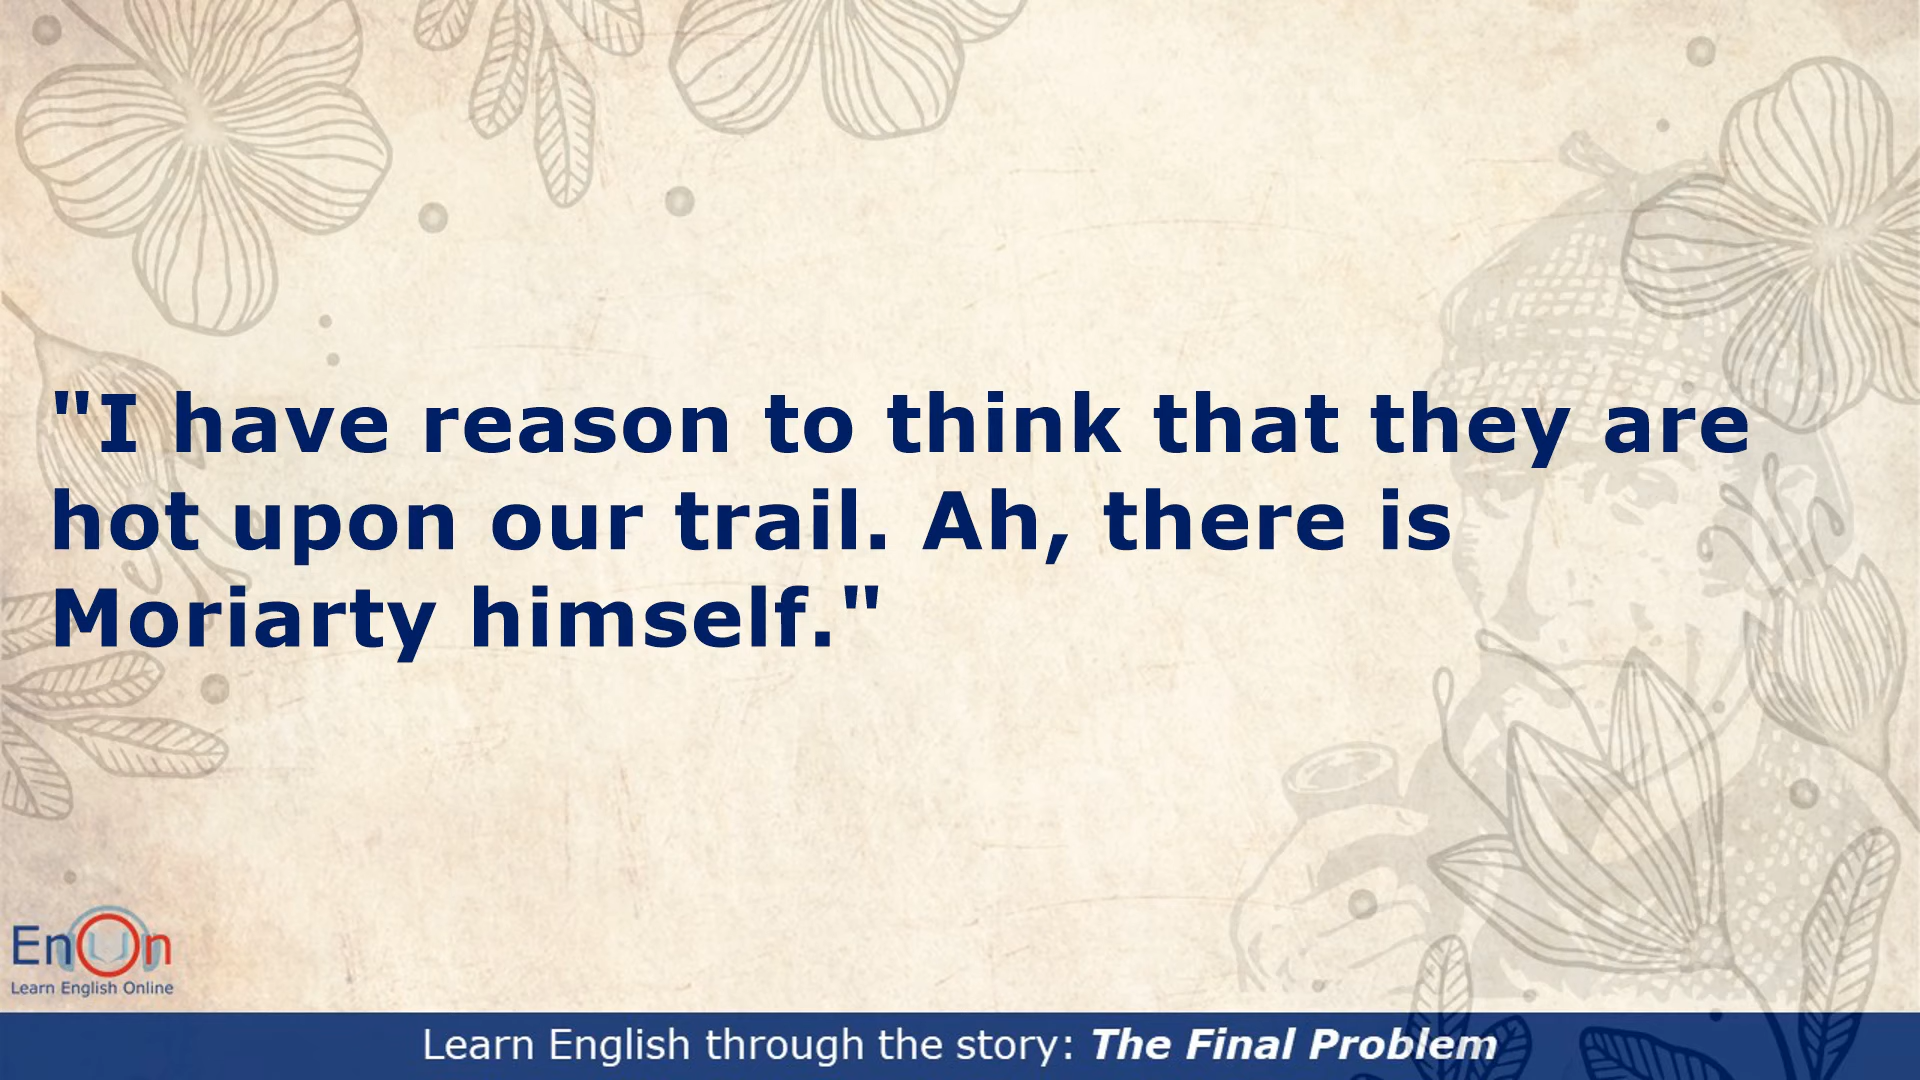 "I have reason to think that they are
hot upon our trail. Ah, there is
Moriarty himself."
EnOn
Learn English Online
Learn English through the story: The Final Problem